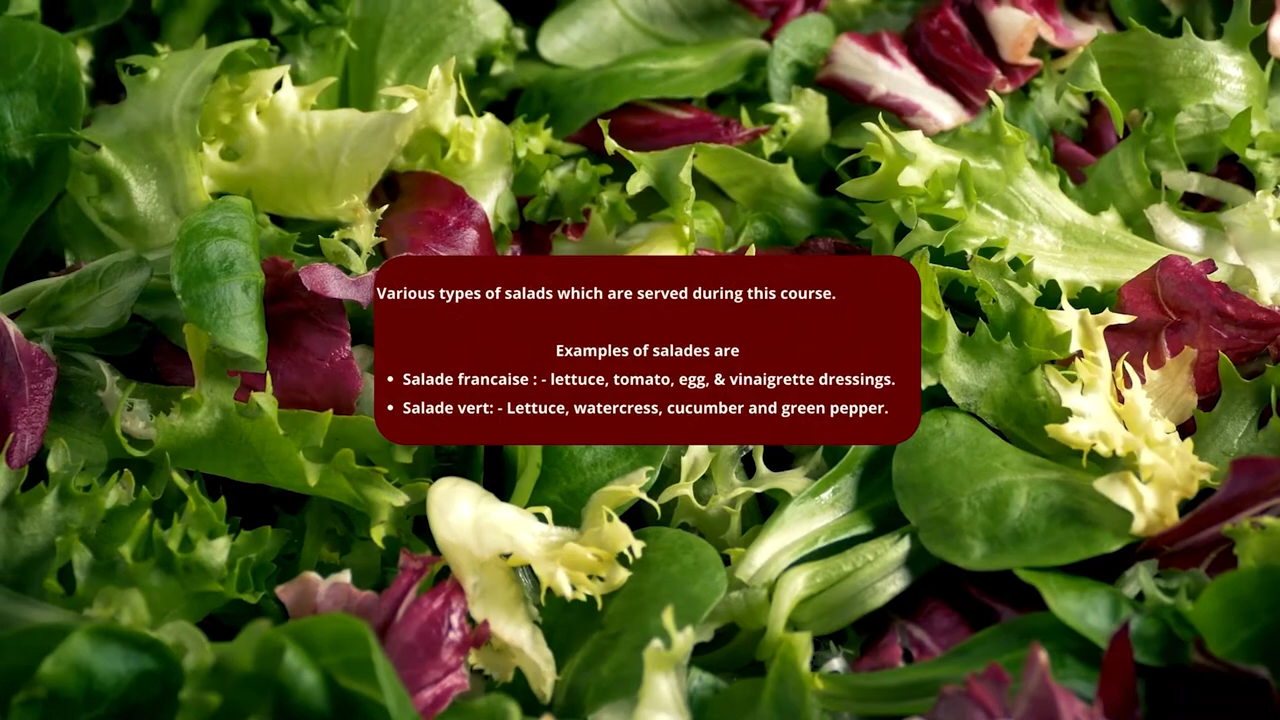 Various types of salads which are served during this course.
Examples of salades are
• Salade francaise : - lettuce, tomato, egg, & vinaigrette dressings.
• Salade vert: - Lettuce, watercress, cucumber and green pepper.